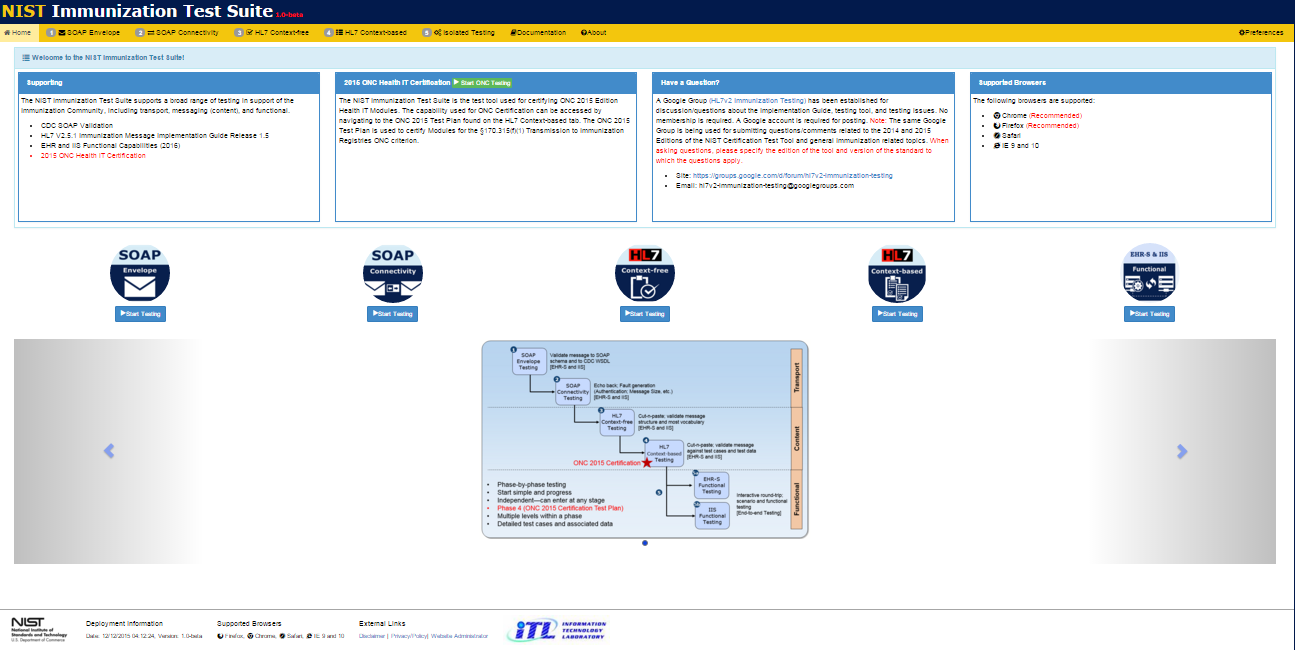 NIST Immunization Test Suite 1.0-beta
Home 1 SOAP Envelope 2 SOAP Connectivity 3 HL7 Context-free 4 HL7 Context-based 5 Isolated Testing Documentation About Preferences
Welcome to the NIST Immunization Test Suite!
Supporting
The NIST Immunization Test Suite supports a broad range of testing in support of the
Immunization Community, including transport, messaging (content), and functional.
• CDC SOAP Validation
• HL7 V2.5.1 Immunization Message Implementation Guide Release 1.5
• EHR and IIS Functional Capabilities (2016)
• 2015 ONC Health IT Certification
2015 ONC Health IT Certification Start ONC Testing
The NIST Immunization Test Suite is the test tool used for certifying ONC 2015 Edition
Health IT Modules. The capability used for ONC Certification can be accessed by
navigating to the ONC 2015 Test Plan found on the HL7 Context-based tab. The ONC 2015
Test Plan is used to certify Modules for the §170.315(f)(1) Transmission to Immunization
Registries ONC criterion.
Have a Question?
A Google Group (HL7v2 Immunization Testing) has been established for
discussion/questions about the Implementation Guide, testing tool, and testing issues. No
membership is required. A Google account is required for posting. Note: The same Google
Group is being used for submitting questions/comments related to the 2014 and 2015
Editions of the NIST Certification Test Tool and general immunization related topics. When
asking questions, please specify the edition of the tool and version of the standard to
which the questions apply.
• Site: https://groups.google.com/d/forum/hl7v2-immunization-testing
• Email: hl7v2-immunization-testing@googlegroups.com
Supported Browsers
The following browsers are supported:
• Chrome (Recommended)
• Firefox (Recommended)
• Safari
• IE 9 and 10
SOAP
Envelope
Start Testing
SOAP
Connectivity
Start Testing
HL7
Context-free
Start Testing
HL7
Context-based
Start Testing
EHR-S & IIS
Functional
Start Testing
1
SOAP
Envelope
Testing
Validate message to SOAP
schema and to CDC WSDL
[EHR-S and IIS]
2
SOAP
Connectivity
Testing
Echo back; Fault generation
(Authentication, Message Size, etc.)
[EHR-S and IIS]
Transport
3
HL7
Context-free
Testing
Cut-n-paste; validate message
structure and most vocabulary
[EHR-S and IIS]
4
HL7
Context-based
Testing
Cut-n-paste; validate message
against test cases and test data
[EHR-S and IIS]
ONC 2015 Certification
Content
5
EHR-S
Functional
Testing
IIS
Functional
Testing
Interactive round-trip;
scenario and functional
testing
[End-to-end Testing]
Functional
• Phase-by-phase testing
• Start simple and progress
• Independent—can enter at any stage
• Phase 4 (ONC 2015 Certification Test Plan)
• Multiple levels within a phase
• Detailed test cases and associated data
NIST
National Institute of
Standards and Technology
U.S. Department of Commerce
Deployment Information
Date: 12/12/2015 04:12:24, Version: 1.0-beta
Supported Browsers
Firefox, Chrome, Safari, IE 9 and 10
External Links
Disclaimer | Privacy/Policy| Website Administrator
ITL INFORMATION
TECHNOLOGY
LABORATORY